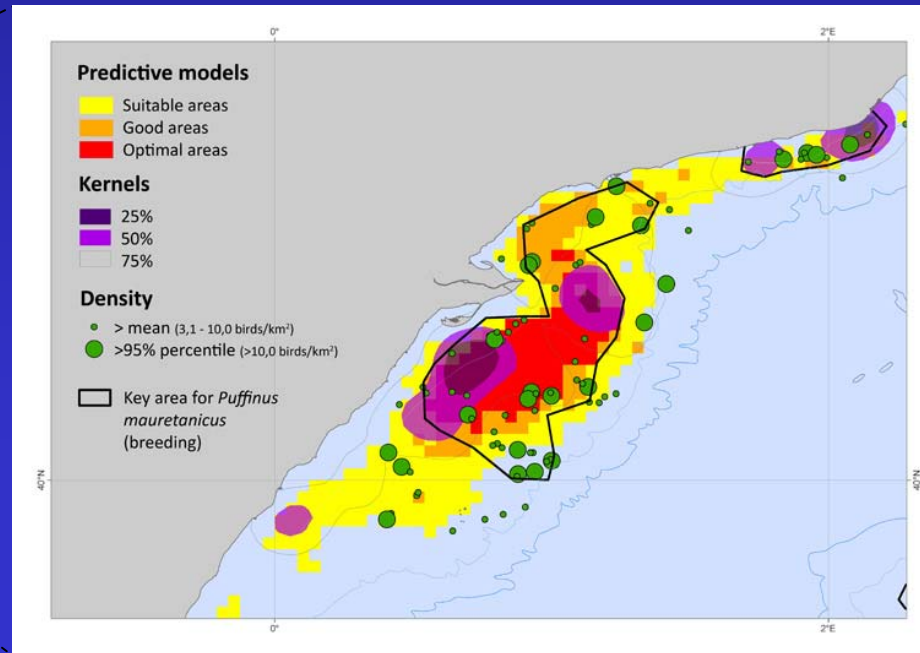 0°
2°E
Predictive models
Suitable areas
Good areas
Optimal areas
Kernels
25%
50%
75%
Density
> mean (3,1 - 10,0 birds/km²)
>95% percentile (>10,0 birds/km²)
Key area for Puffinus
mauretanicus
(breeding)
40°N
40°N
0°
2°E